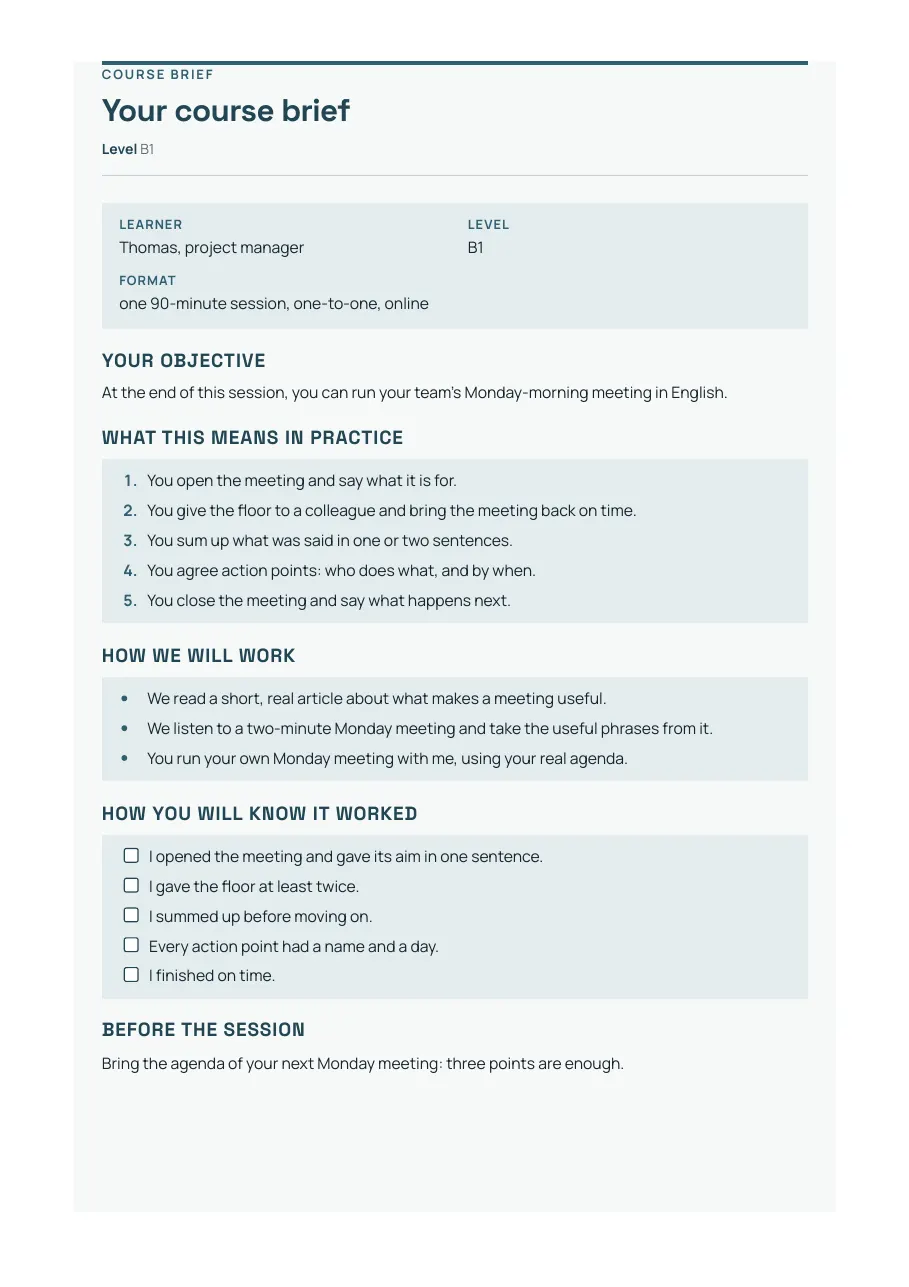 COURSE BRIEF
Your course brief
Level B1
LEARNER
Thomas, project manager
LEVEL
B1
FORMAT
one 90-minute session, one-to-one, online
YOUR OBJECTIVE
At the end of this session, you can run your team's Monday-morning meeting in English.
WHAT THIS MEANS IN PRACTICE
1. You open the meeting and say what it is for.
2. You give the floor to a colleague and bring the meeting back on time.
3. You sum up what was said in one or two sentences.
4. You agree action points: who does what, and by when.
5. You close the meeting and say what happens next.
HOW WE WILL WORK
• We read a short, real article about what makes a meeting useful.
• We listen to a two-minute Monday meeting and take the useful phrases from it.
• You run your own Monday meeting with me, using your real agenda.
HOW YOU WILL KNOW IT WORKED
I opened the meeting and gave its aim in one sentence.
I gave the floor at least twice.
I summed up before moving on.
Every action point had a name and a day.
I finished on time.
BEFORE THE SESSION
Bring the agenda of your next Monday meeting: three points are enough.